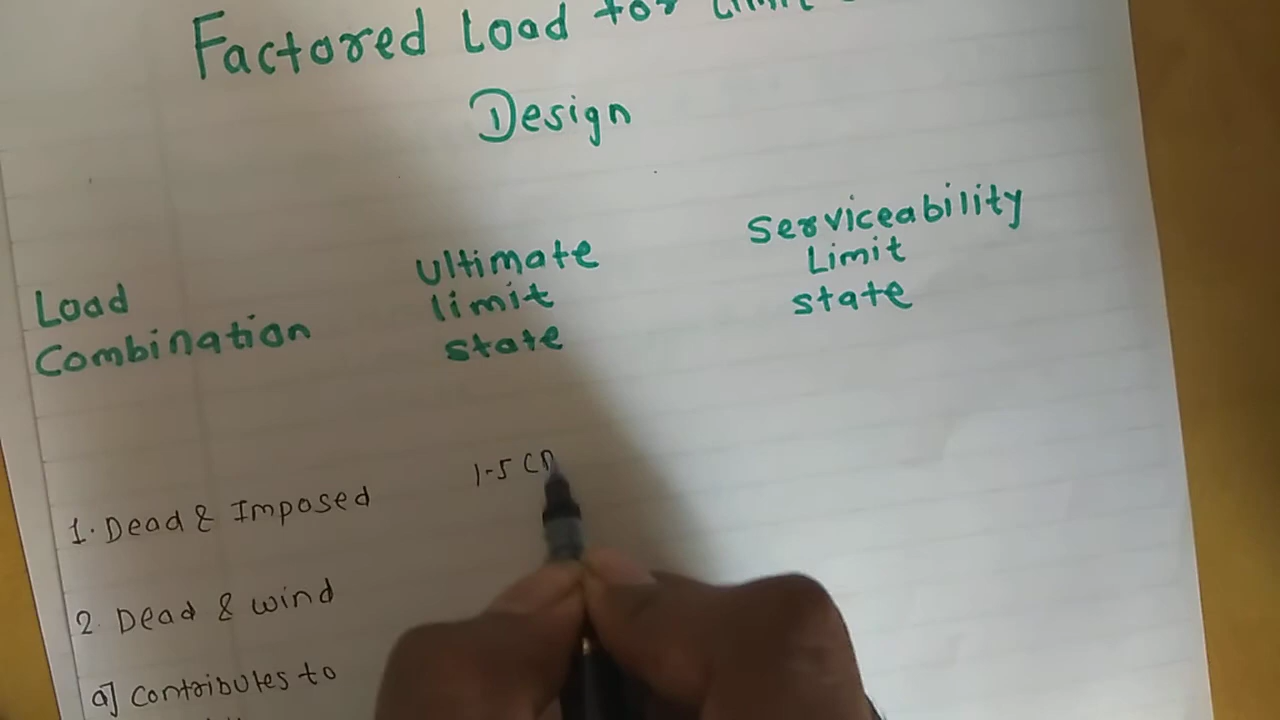 Factored Load for Limit
Design
Load
Combination
Ultimate
limit
state
Serviceability
Limit
state
1. Dead & Imposed
1.5 (D
2. Dead & wind
a] contributes to